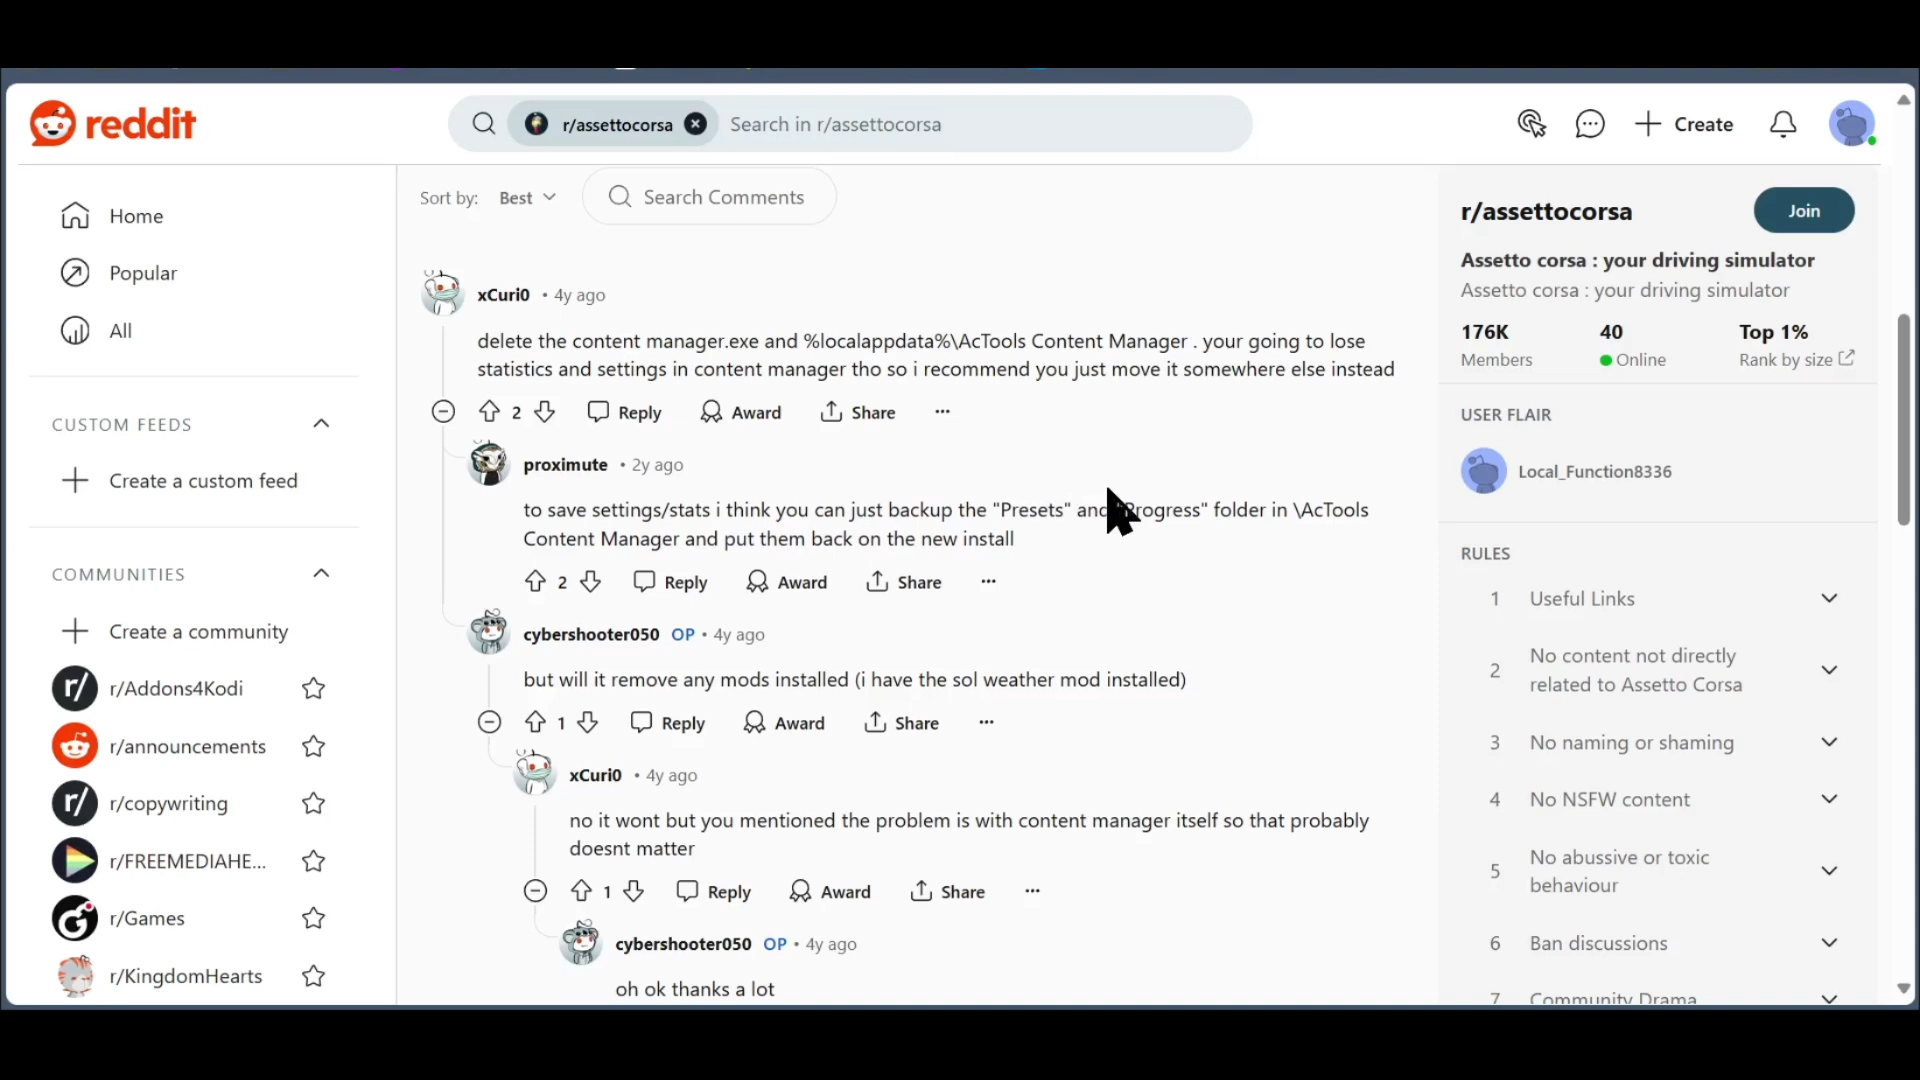 reddit
r/assettocorsa
Search in r/assettocorsa
Create
Home
Popular
All
CUSTOM FEEDS
Create a custom feed
COMMUNITIES
Create a community
r/Addons4Kodi
r/announcements
r/copywriting
r/FREEMEDIAHE...
r/Games
r/KingdomHearts
Sort by: Best
Search Comments
xCuri0 • 4y ago
delete the content manager.exe and %localappdata%\AcTools Content Manager . your going to lose
statistics and settings in content manager tho so i recommend you just move it somewhere else instead
2 Reply Award Share ...
proximute • 2y ago
to save settings/stats i think you can just backup the "Presets" and "Progress" folder in \AcTools
Content Manager and put them back on the new install
2 Reply Award Share ...
cybershooter050 OP • 4y ago
but will it remove any mods installed (i have the sol weather mod installed)
1 Reply Award Share ...
xCuri0 • 4y ago
no it wont but you mentioned the problem is with content manager itself so that probably
doesnt matter
1 Reply Award Share ...
cybershooter050 OP • 4y ago
oh ok thanks a lot
r/assettocorsa
Join
Assetto corsa : your driving simulator
Assetto corsa : your driving simulator
176K 40 Top 1%
Members Online Rank by size
USER FLAIR
Local_Function8336
RULES
1 Useful Links
2 No content not directly
related to Assetto Corsa
3 No naming or shaming
4 No NSFW content
5 No abussive or toxic
behaviour
6 Ban discussions
7 Community Drama